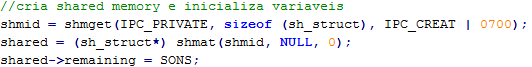 //cria shared memory e inicializa variaveis
shmid = shmget(IPC_PRIVATE, sizeof (sh_struct), IPC_CREAT | 0700);
shared = (sh_struct*) shmat(shmid, NULL, 0);
shared->remaining = SONS;